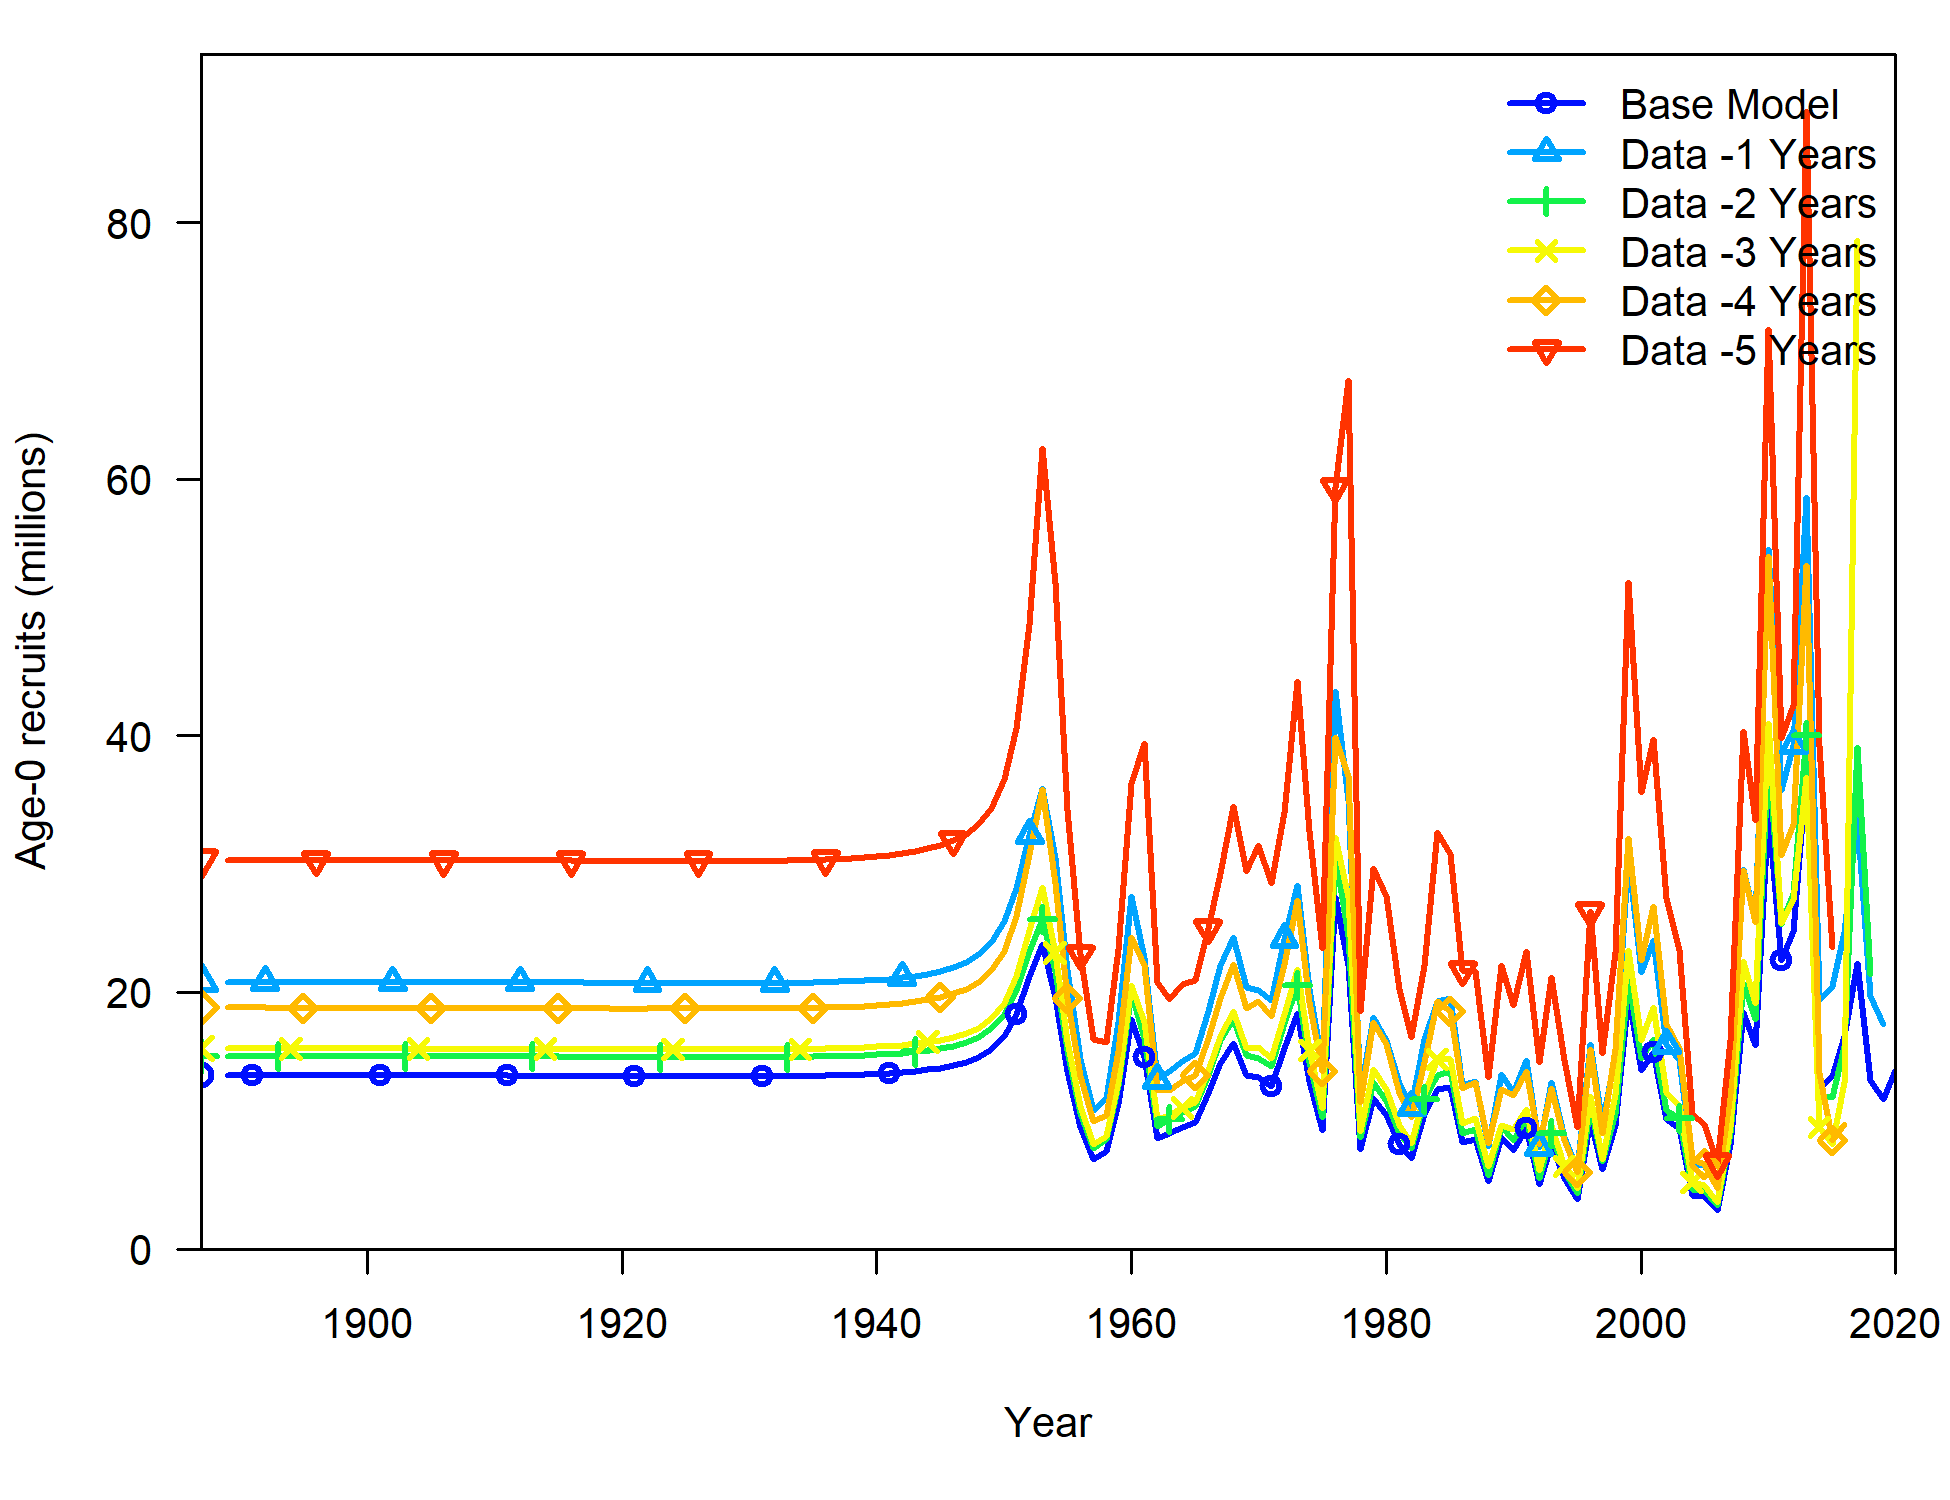 Base Model
Data -1 Years
Data -2 Years
Data -3 Years
Data -4 Years
Data -5 Years
Age-0 recruits (millions)
80
60
40
20
0
1900
1920
1940
1960
1980
2000
2020
Year